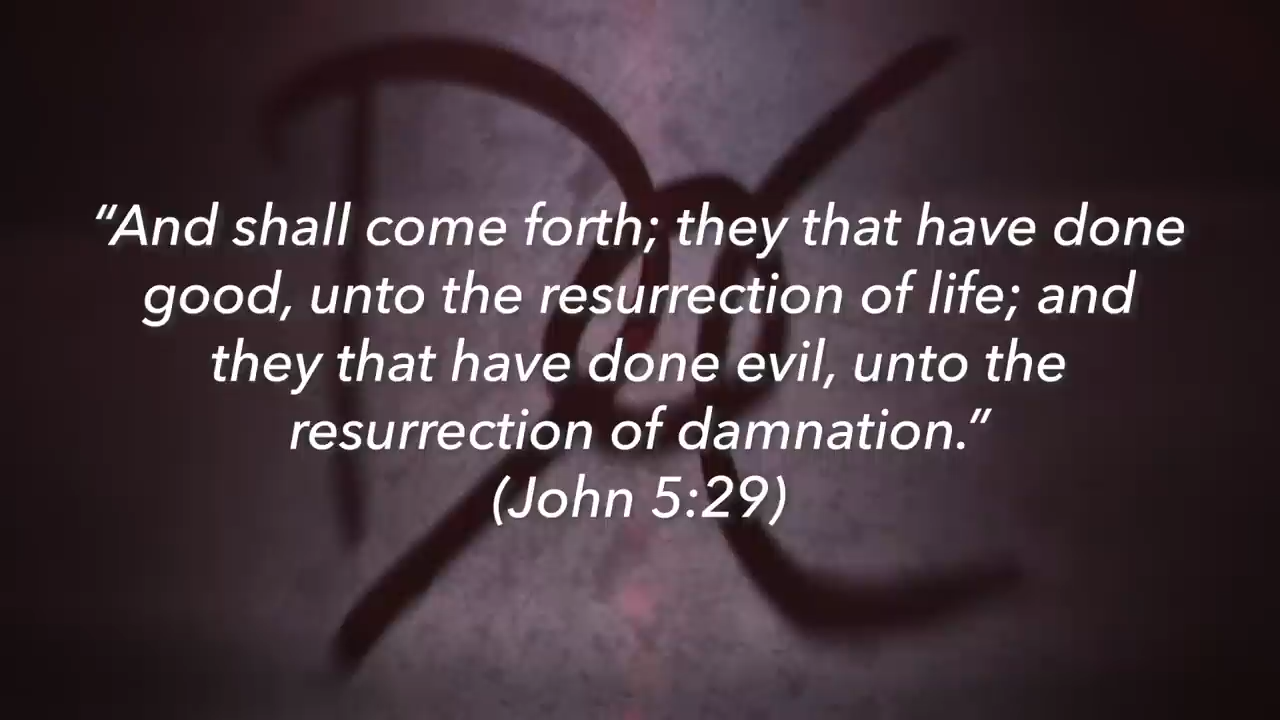 “And shall come forth; they that have done
good, unto the resurrection of life; and
they that have done evil, unto the
resurrection of damnation.”
(John 5:29)